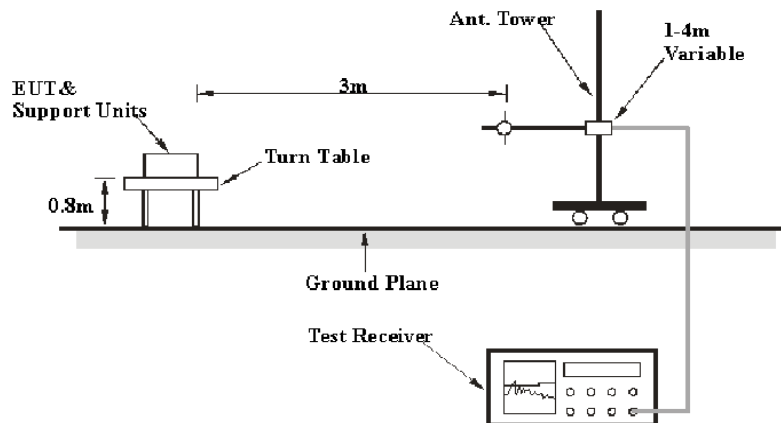 Ant. Tower
1-4m
Variable
3m
EUT&
Support Units
Turn Table
0.8m
Ground Plane
Test Receiver